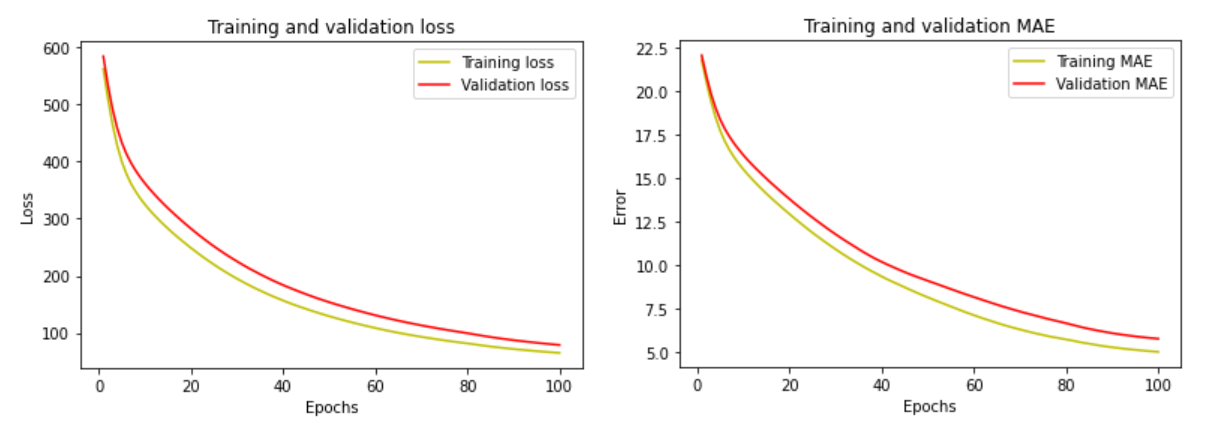 Training and validation loss
600
500
400
300
200
100
Loss
Training loss
Validation loss
0 20 40 60 80 100
Epochs
Training and validation MAE
22.5
20.0
17.5
15.0
12.5
10.0
7.5
5.0
Error
Training MAE
Validation MAE
0 20 40 60 80 100
Epochs